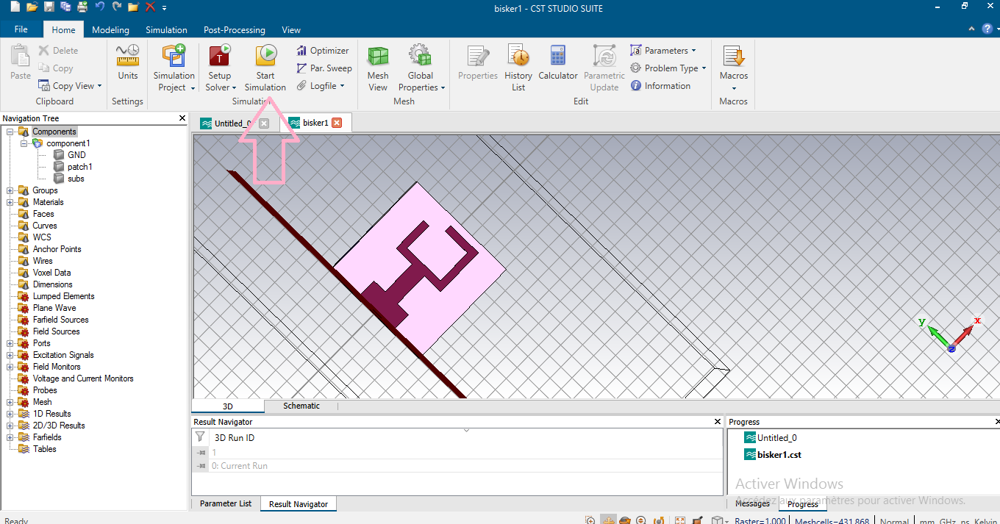 bisker1 - CST STUDIO SUITE
File Home Modeling Simulation Post-Processing View
Paste Delete Copy Copy View
Clipboard
Units
Settings
Simulation Project
Setup Solver
Start Simulation
Optimizer
Par. Sweep
Logfile
Mesh View
Global Properties
Mesh
Properties
History List
Calculator
Parametric Update
Parameters
Problem Type
Information
Edit
Macros
Macros
Navigation Tree
Untitled_0
bisker1
Components
component1
GND
patch1
subs
Groups
Materials
Faces
Curves
WCS
Anchor Points
Wires
Voxel Data
Dimensions
Lumped Elements
Plane Wave
Farfield Sources
Field Sources
Ports
Excitation Signals
Field Monitors
Voltage and Current Monitors
Probes
Mesh
1D Results
2D/3D Results
Farfields
Tables
y x
3D Schematic
Result Navigator
3D Run ID
1
0: Current Run
Parameter List Result Navigator
Progress
Untitled_0
bisker1.cst
Activer Windows
Accédez aux paramètres pour activer Windows.
Messages Progress
Ready
Raster=1.000 Meshcells=431,868 Normal mm GHz ns Kelvin